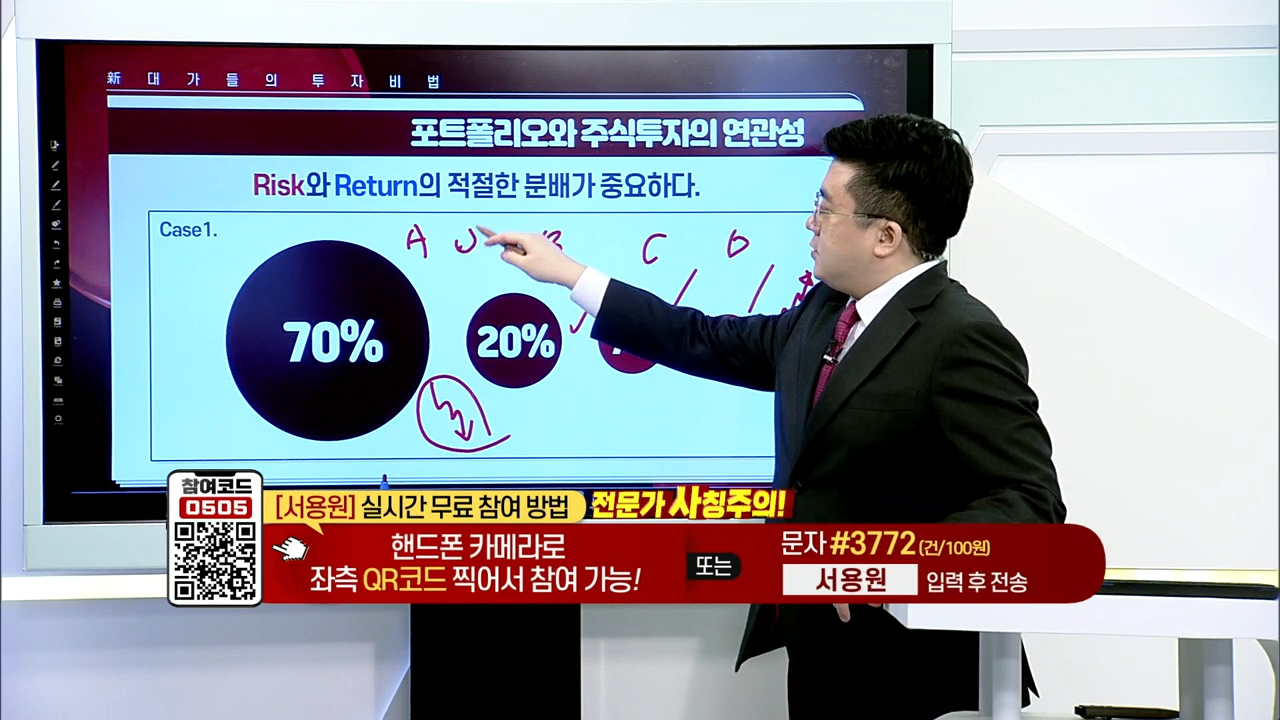 新 대가들의 투자비법
포트폴리오와 주식투자의 연관성
Risk와 Return의 적절한 분배가 중요하다.
Case1.
A B C D
70%
20%
참여코드
0505
[서용원] 실시간 무료 참여 방법
전문가 사칭주의!
핸드폰 카메라로
좌측 QR코드 찍어서 참여 가능!
또는
문자 #3772 (건/100원)
서용원 입력 후 전송